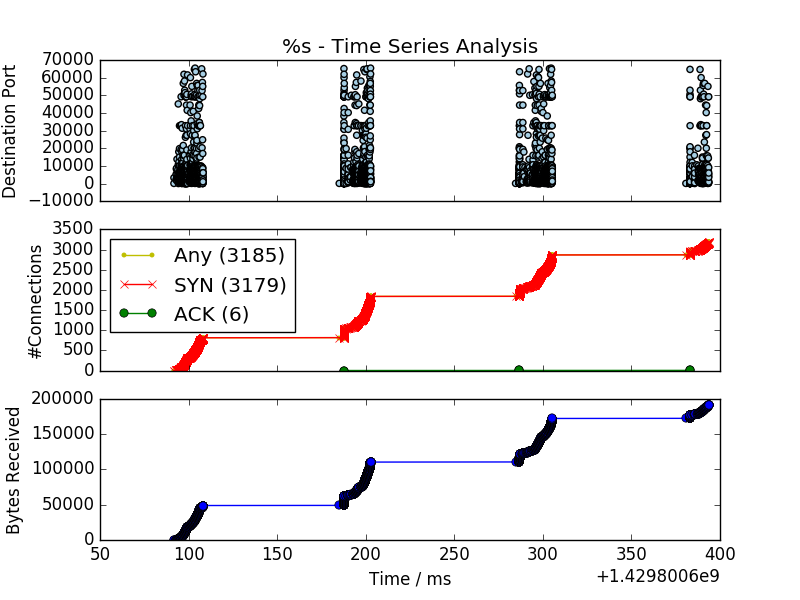 %s - Time Series Analysis
Destination Port
70000
60000
50000
40000
30000
20000
10000
0
−10000
#Connections
3500
3000
2500
2000
1500
1000
500
0
Any (3185)
SYN (3179)
ACK (6)
Bytes Received
200000
150000
100000
50000
0
50 100 150 200 250 300 350 400
Time / ms
+1.4298006e9